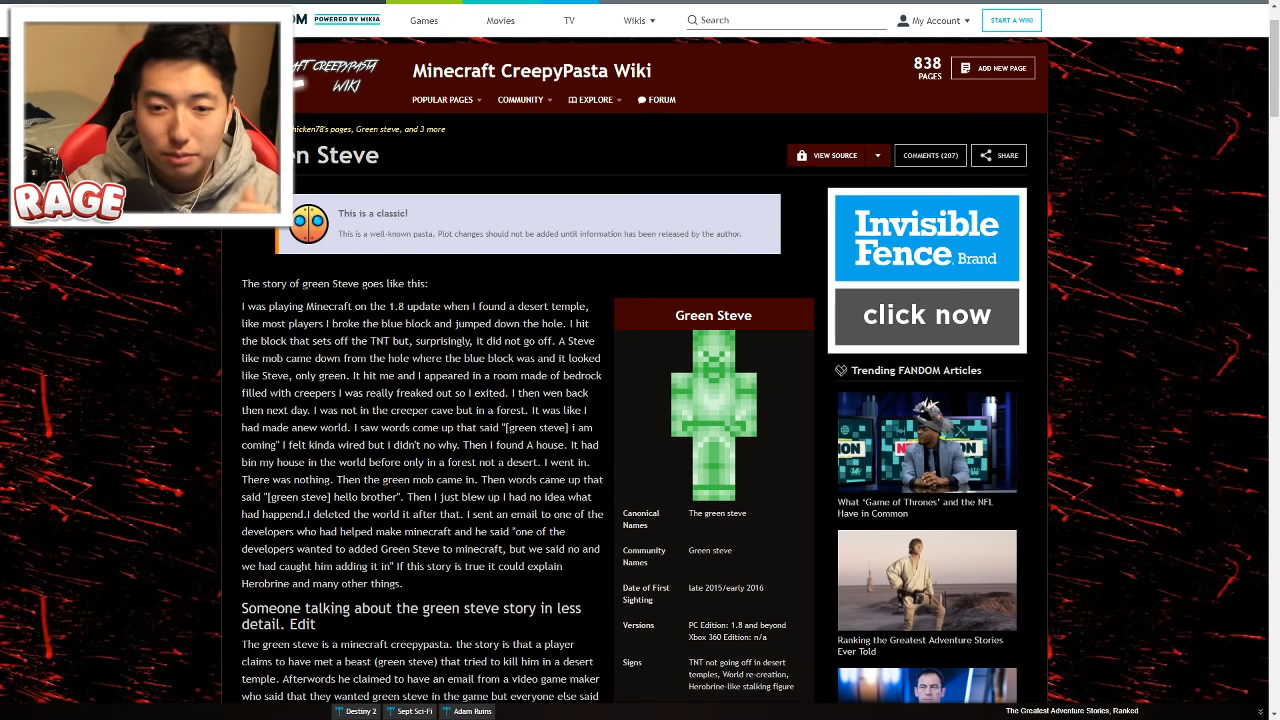 OM POWERED BY WIKIA
Games
Movies
TV
Wikis
Search
My Account
START A WIKI
AFT CREEPYPASTA
WIKI
Minecraft CreepyPasta Wiki
838
PAGES
ADD NEW PAGE
POPULAR PAGES
COMMUNITY
EXPLORE
FORUM
hicken78's pages, Green steve, and 3 more
en Steve
VIEW SOURCE
COMMENTS (207)
SHARE
RAGE
This is a classic!
This is a well-known pasta. Plot changes should not be added until information has been released by the author.
The story of green Steve goes like this:
I was playing Minecraft on the 1.8 update when I found a desert temple,
like most players I broke the blue block and jumped down the hole. I hit
the block that sets off the TNT but, surprisingly, it did not go off. A Steve
like mob came down from the hole where the blue block was and it looked
like Steve, only green. It hit me and I appeared in a room made of bedrock
filled with creepers I was really freaked out so I exited. I then wen back
then next day. I was not in the creeper cave but in a forest. It was like I
had made anew world. I saw words come up that said "[green steve] i am
coming" I felt kinda wired but i didn't no why. Then I found A house. It had
bin my house in the world before only in a forest not a desert. I went in.
There was nothing. Then the green mob came in. Then words came up that
said "[green steve] hello brother". Then I just blew up I had no idea what
had happend.I deleted the world it after that. I sent an email to one of the
developers who had helped make minecraft and he said "one of the
developers wanted to added Green Steve to minecraft, but we said no and
we had caught him adding it in" If this story is true it could explain
Herobrine and many other things.
Someone talking about the green steve story in less
detail. Edit
The green steve is a minecraft creepypasta. the story is that a player
claims to have met a beast (green steve) that tried to kill him in a desert
temple. Afterwords he claimed to have an email from a video game maker
who said that they wanted green steve in the game but everyone else said
Green Steve
Canonical
Names
The green steve
Community
Names
Green steve
Date of First
Sighting
late 2015/early 2016
Versions
PC Edition: 1.8 and beyond
Xbox 360 Edition: n/a
Signs
TNT not going off in desert
temples, World re-creation,
Herobrine-like stalking figure
Invisible
Fence Brand
click now
Trending FANDOM Articles
What 'Game of Thrones' and the NFL
Have in Common
Ranking the Greatest Adventure Stories
Ever Told
Destiny 2
Sept Sci-Fi
Adam Ruins
The Greatest Adventure Stories, Ranked